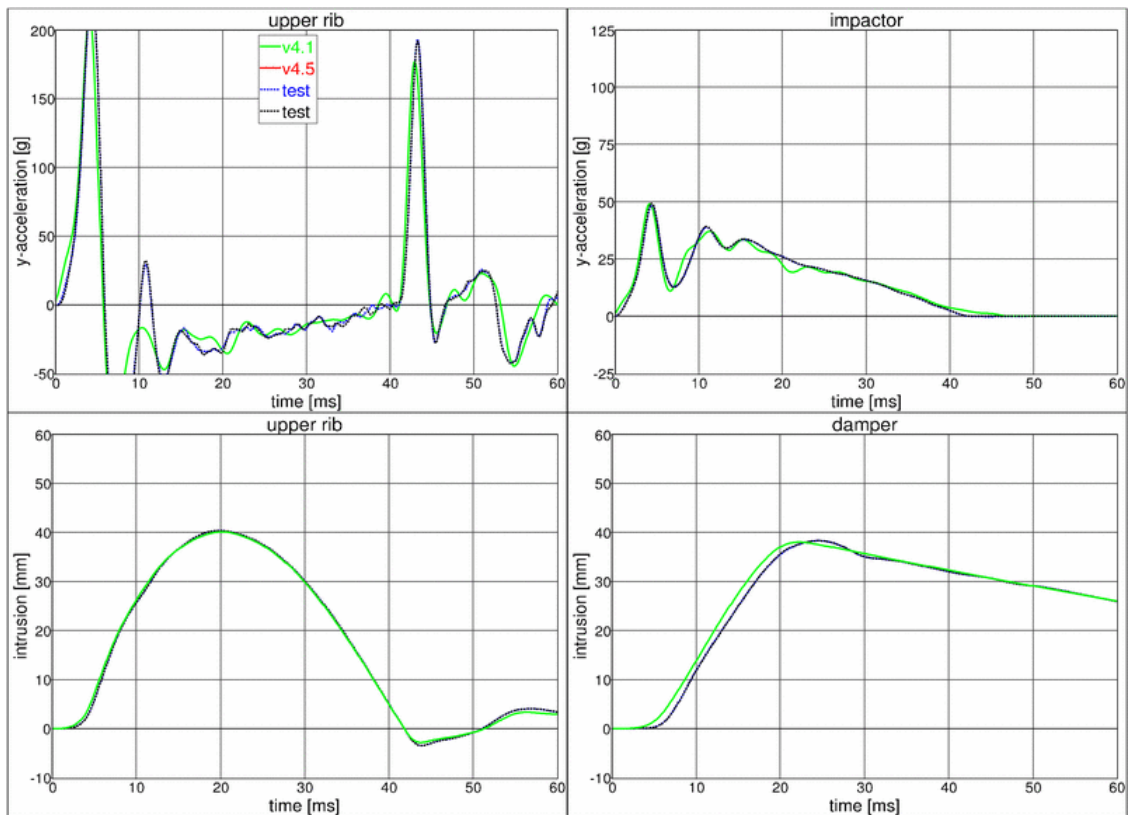 upper rib
200
150
100
50
0
-50
y-acceleration [g]
v4.1
v4.5
test
test
0 10 20 30 40 50 60
time [ms]
impactor
125
100
75
50
25
0
-25
y-acceleration [g]
0 10 20 30 40 50 60
time [ms]
upper rib
60
50
40
30
20
10
0
-10
intrusion [mm]
0 10 20 30 40 50 60
time [ms]
damper
60
50
40
30
20
10
0
-10
intrusion [mm]
0 10 20 30 40 50 60
time [ms]